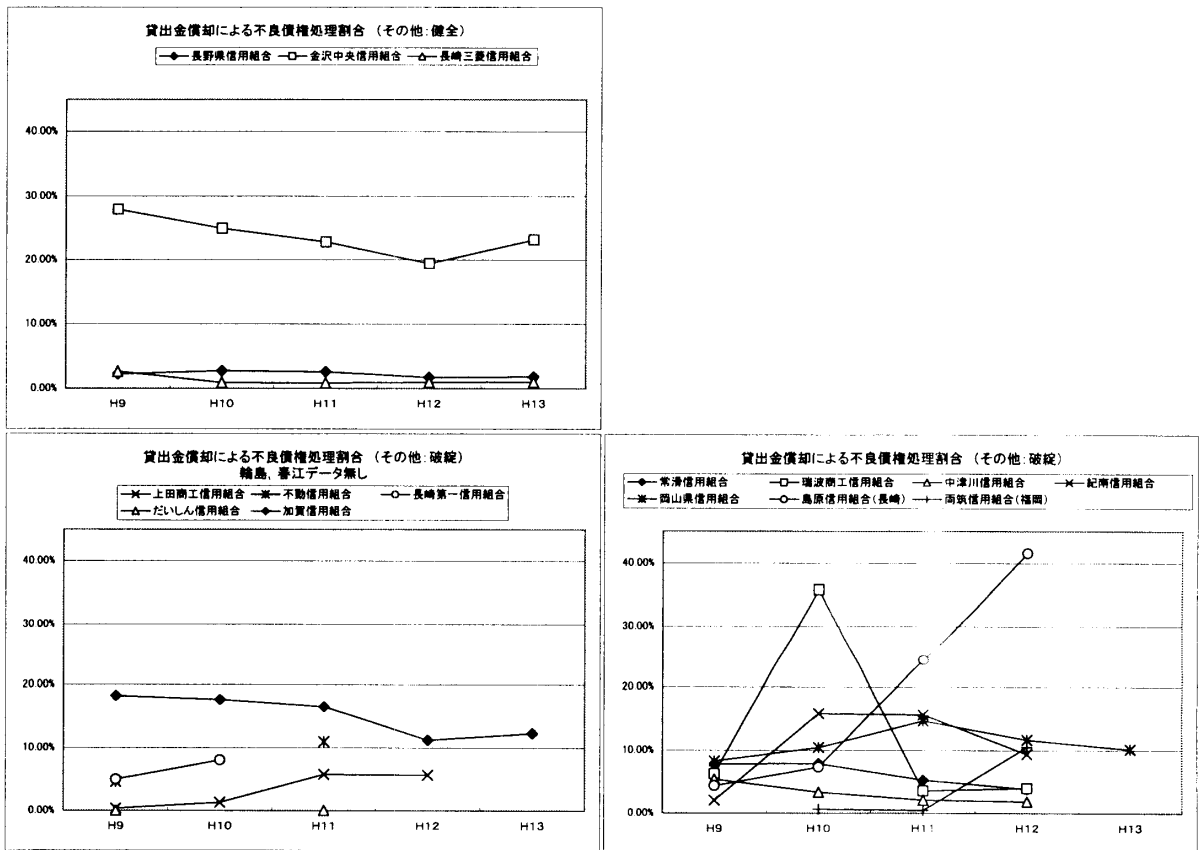 貸出金償却による不良債権処理割合 (その他:健全)
長野県信用組合 金沢中央信用組合 長崎三菱信用組合
40.00%
30.00%
20.00%
10.00%
0.00%
H9 H10 H11 H12 H13
貸出金償却による不良債権処理割合 (その他:破綻)
輪島、春江データ無し
上田商工信用組合 不動信用組合 長崎第一信用組合
だいしん信用組合 加賀信用組合
40.00%
30.00%
20.00%
10.00%
0.00%
H9 H10 H11 H12 H13
貸出金償却による不良債権処理割合 (その他:破綻)
常滑信用組合 瑞波商工信用組合 中津川信用組合 紀南信用組合
岡山県信用組合 島原信用組合(長崎) 両筑信用組合(福岡)
40.00%
30.00%
20.00%
10.00%
0.00%
H9 H10 H11 H12 H13